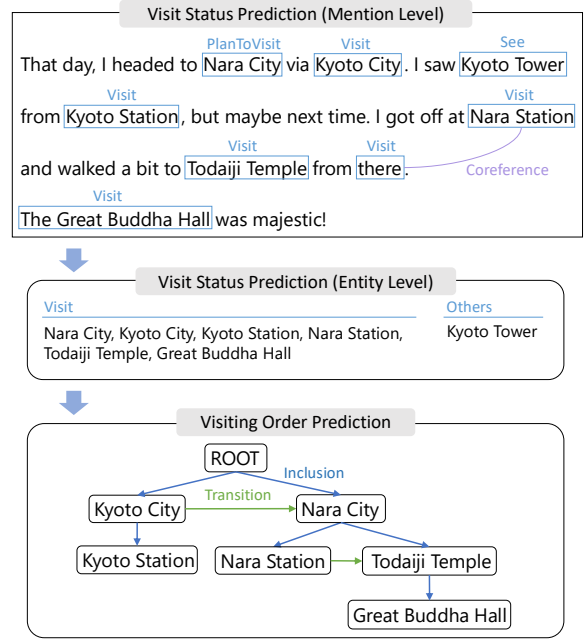 Visit Status Prediction (Mention Level)
PlanToVisit Visit See
That day, I headed to Nara City via Kyoto City. I saw Kyoto Tower
Visit Visit
from Kyoto Station, but maybe next time. I got off at Nara Station
Visit Visit
and walked a bit to Todaiji Temple from there.
Coreference
Visit
The Great Buddha Hall was majestic!
Visit Status Prediction (Entity Level)
Visit Others
Nara City, Kyoto City, Kyoto Station, Nara Station, Kyoto Tower
Todaiji Temple, Great Buddha Hall
Visiting Order Prediction
ROOT
Inclusion
Transition
Kyoto City Nara City
Kyoto Station Nara Station Todaiji Temple
Great Buddha Hall